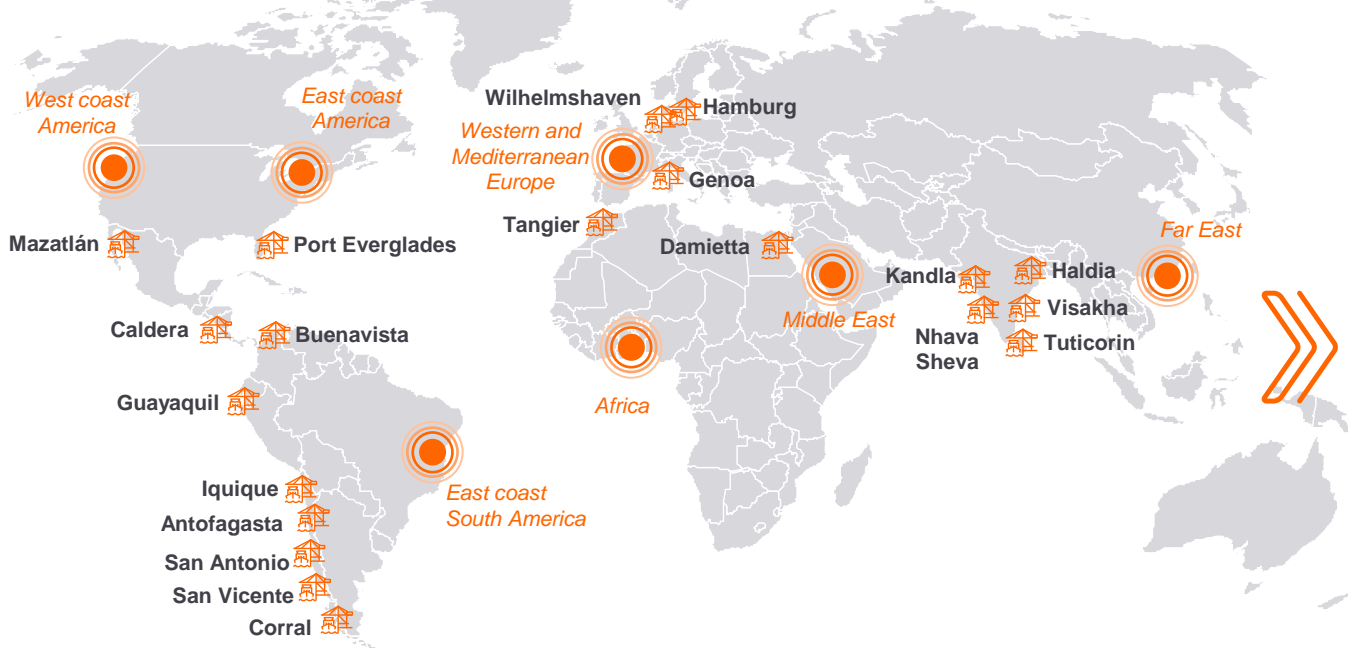 West coast
America
East coast
America
Wilhelmshaven
Hamburg
Western and
Mediterranean
Europe
Genoa
Tangier
Mazatlán
Port Everglades
Damietta
Far East
Kandla
Haldia
Middle East
Visakha
Nhava
Sheva
Tuticorin
Caldera
Buenavista
Guayaquil
Africa
Iquique
East coast
South America
Antofagasta
San Antonio
San Vicente
Corral